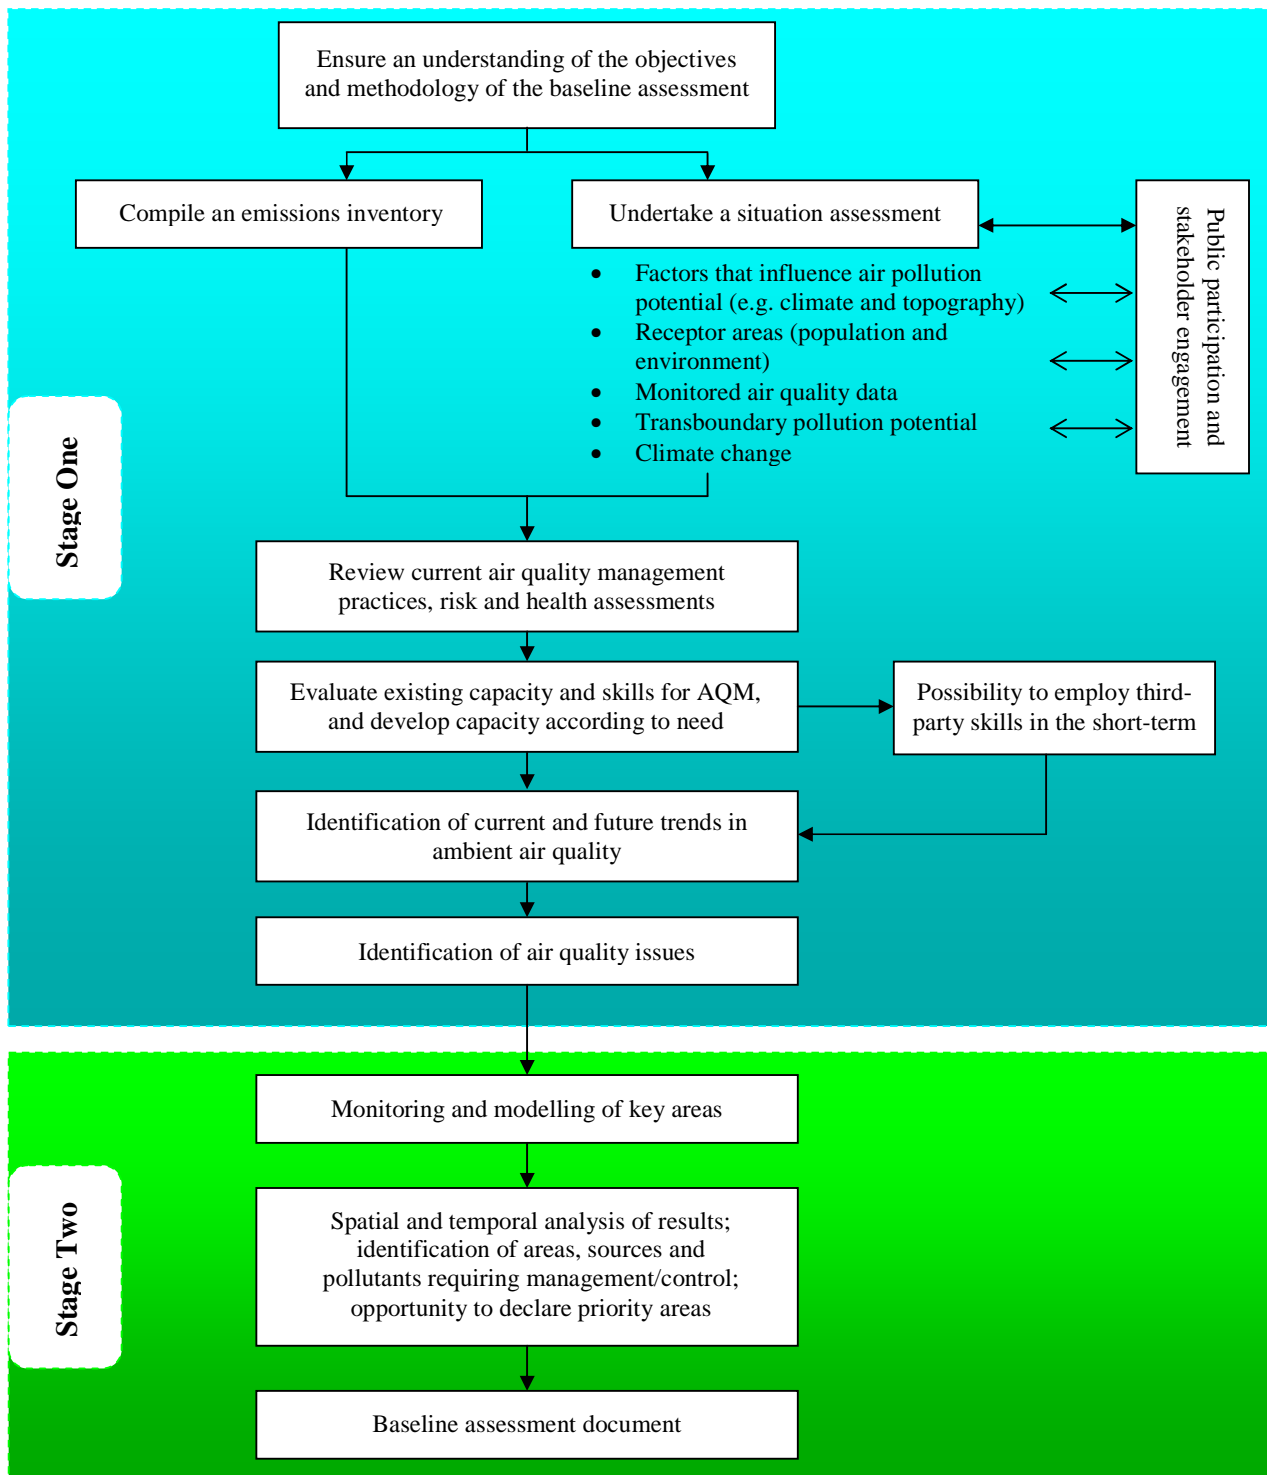 Ensure an understanding of the objectives
and methodology of the baseline assessment
Compile an emissions inventory
Undertake a situation assessment
Public participation and
stakeholder engagement
• Factors that influence air pollution
potential (e.g. climate and topography)
• Receptor areas (population and
environment)
• Monitored air quality data
• Transboundary pollution potential
• Climate change
Stage One
Review current air quality management
practices, risk and health assessments
Evaluate existing capacity and skills for AQM,
and develop capacity according to need
Possibility to employ third-
party skills in the short-term
Identification of current and future trends in
ambient air quality
Identification of air quality issues
Monitoring and modelling of key areas
Stage Two
Spatial and temporal analysis of results;
identification of areas, sources and
pollutants requiring management/control;
opportunity to declare priority areas
Baseline assessment document